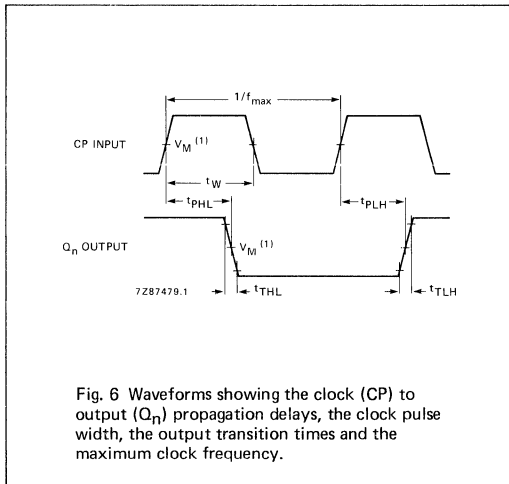 1/fmax
CP INPUT
VM (1)
tW
tPHL
tPLH
Qn OUTPUT
VM (1)
7Z87479.1
tTHL
tTLH
Fig. 6 Waveforms showing the clock (CP) to
output (Qn) propagation delays, the clock pulse
width, the output transition times and the
maximum clock frequency.